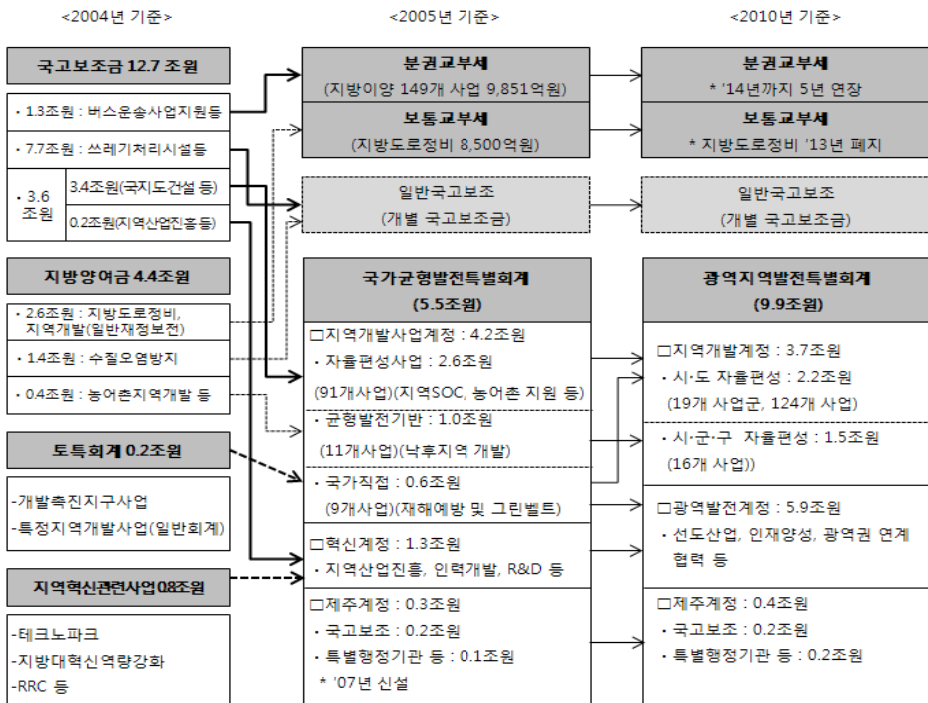 <2004년 기준>
<2005년 기준>
<2010년 기준>
국고보조금 12.7 조원
· 1.3조원 : 버스운송사업지원등
· 7.7조원 : 쓰레기처리시설등
· 3.6
조원
3.4조원(국지도건설 등)
0.2조원(지역산업진흥등)
지방양여금 4.4조원
· 2.6조원 : 지방도로정비,
지역개발(일반재정보전)
· 1.4조원 : 수질오염방지
· 0.4조원 : 농어촌지역개발 등
토특회계 0.2조원
-개발촉진지구사업
-특정지역개발사업(일반회계)
지역혁신관련사업 0.8조원
-테크노파크
-지방대혁신역량강화
-RRC 등
분권교부세
(지방이양 149개 사업 9,851억원)
보통교부세
(지방도로정비 8,500억원)
일반국고보조
(개별 국고보조금)
국가균형발전특별회계
(5.5조원)
□지역개발사업계정 : 4.2조원
· 자율편성사업 : 2.6조원
(91개사업)(지역SOC, 농어촌 지원 등)
· 균형발전기반 : 1.0조원
(11개사업)(낙후지역 개발)
· 국가직접 : 0.6조원
(9개사업)(재해예방 및 그린벨트)
□혁신계정 : 1.3조원
· 지역산업진흥, 인력개발, R&D 등
□제주계정 : 0.3조원
· 국고보조 : 0.2조원
· 특별행정기관 등 : 0.1조원
* '07년 신설
분권교부세
* '14년까지 5년 연장
보통교부세
* 지방도로정비 '13년 폐지
일반국고보조
(개별 국고보조금)
광역지역발전특별회계
(9.9조원)
□지역개발계정 : 3.7조원
· 시·도 자율편성 : 2.2조원
(19개 사업군, 124개 사업)
· 시·군·구 자율편성 : 1.5조원
(16개 사업))
□광역발전계정 : 5.9조원
· 선도산업, 인재양성, 광역권 연계
협력 등
□제주계정 : 0.4조원
· 국고보조 : 0.2조원
· 특별행정기관 등 : 0.2조원